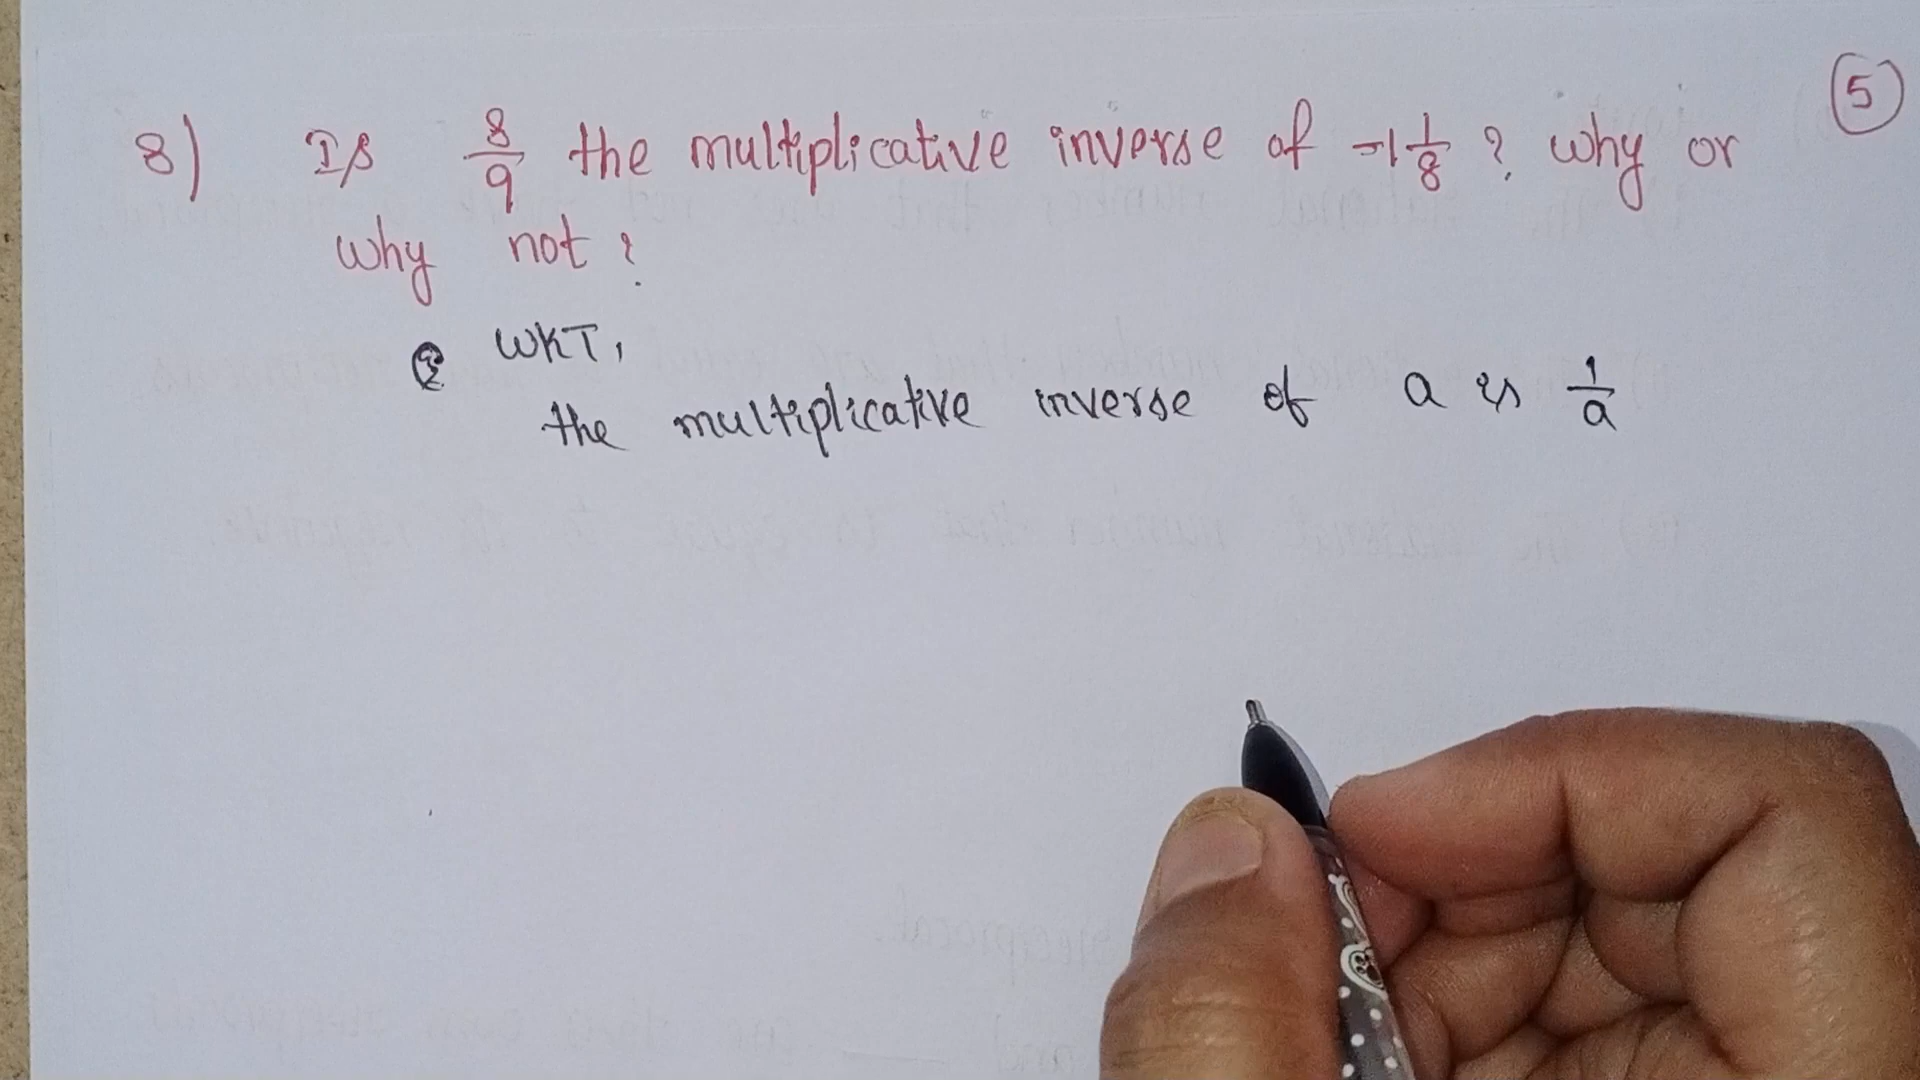 5
8) Is 8/9 the multiplicative inverse of -1 1/8 ? why or
why not ?
WKT,
the multiplicative inverse of a is 1/a